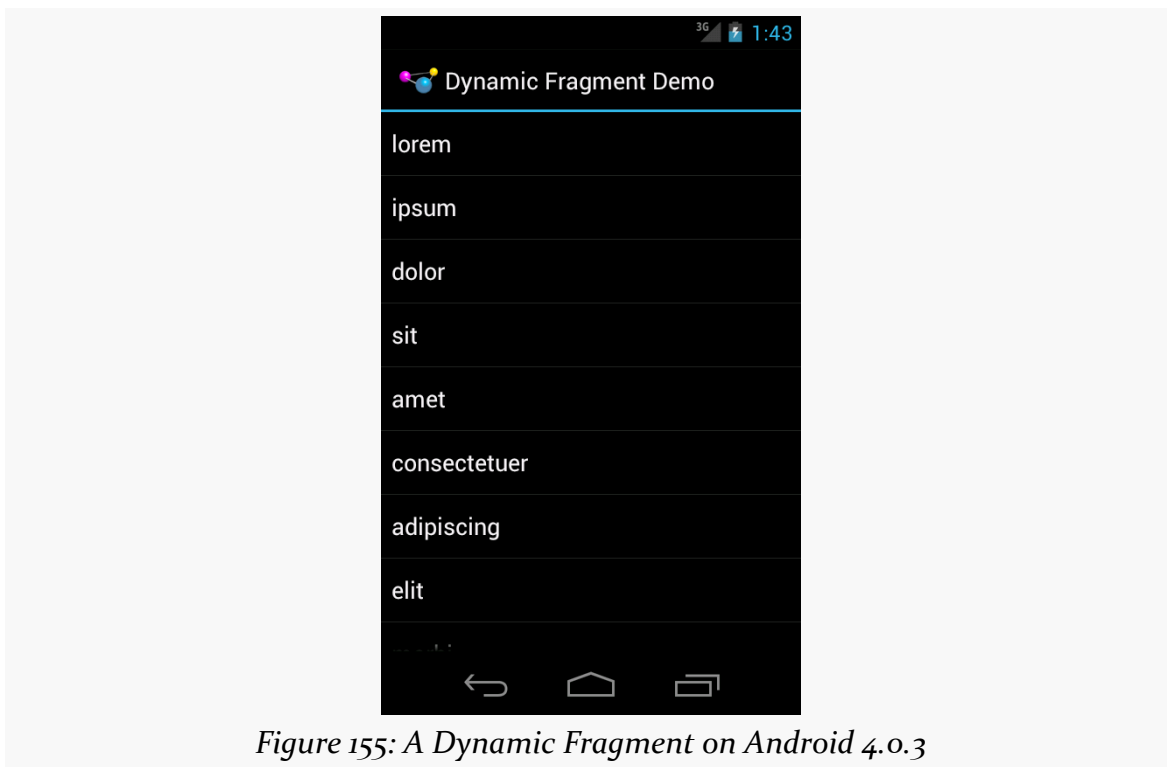 3G 1:43
Dynamic Fragment Demo
lorem
ipsum
dolor
sit
amet
consectetuer
adipiscing
elit
Figure 155: A Dynamic Fragment on Android 4.0.3